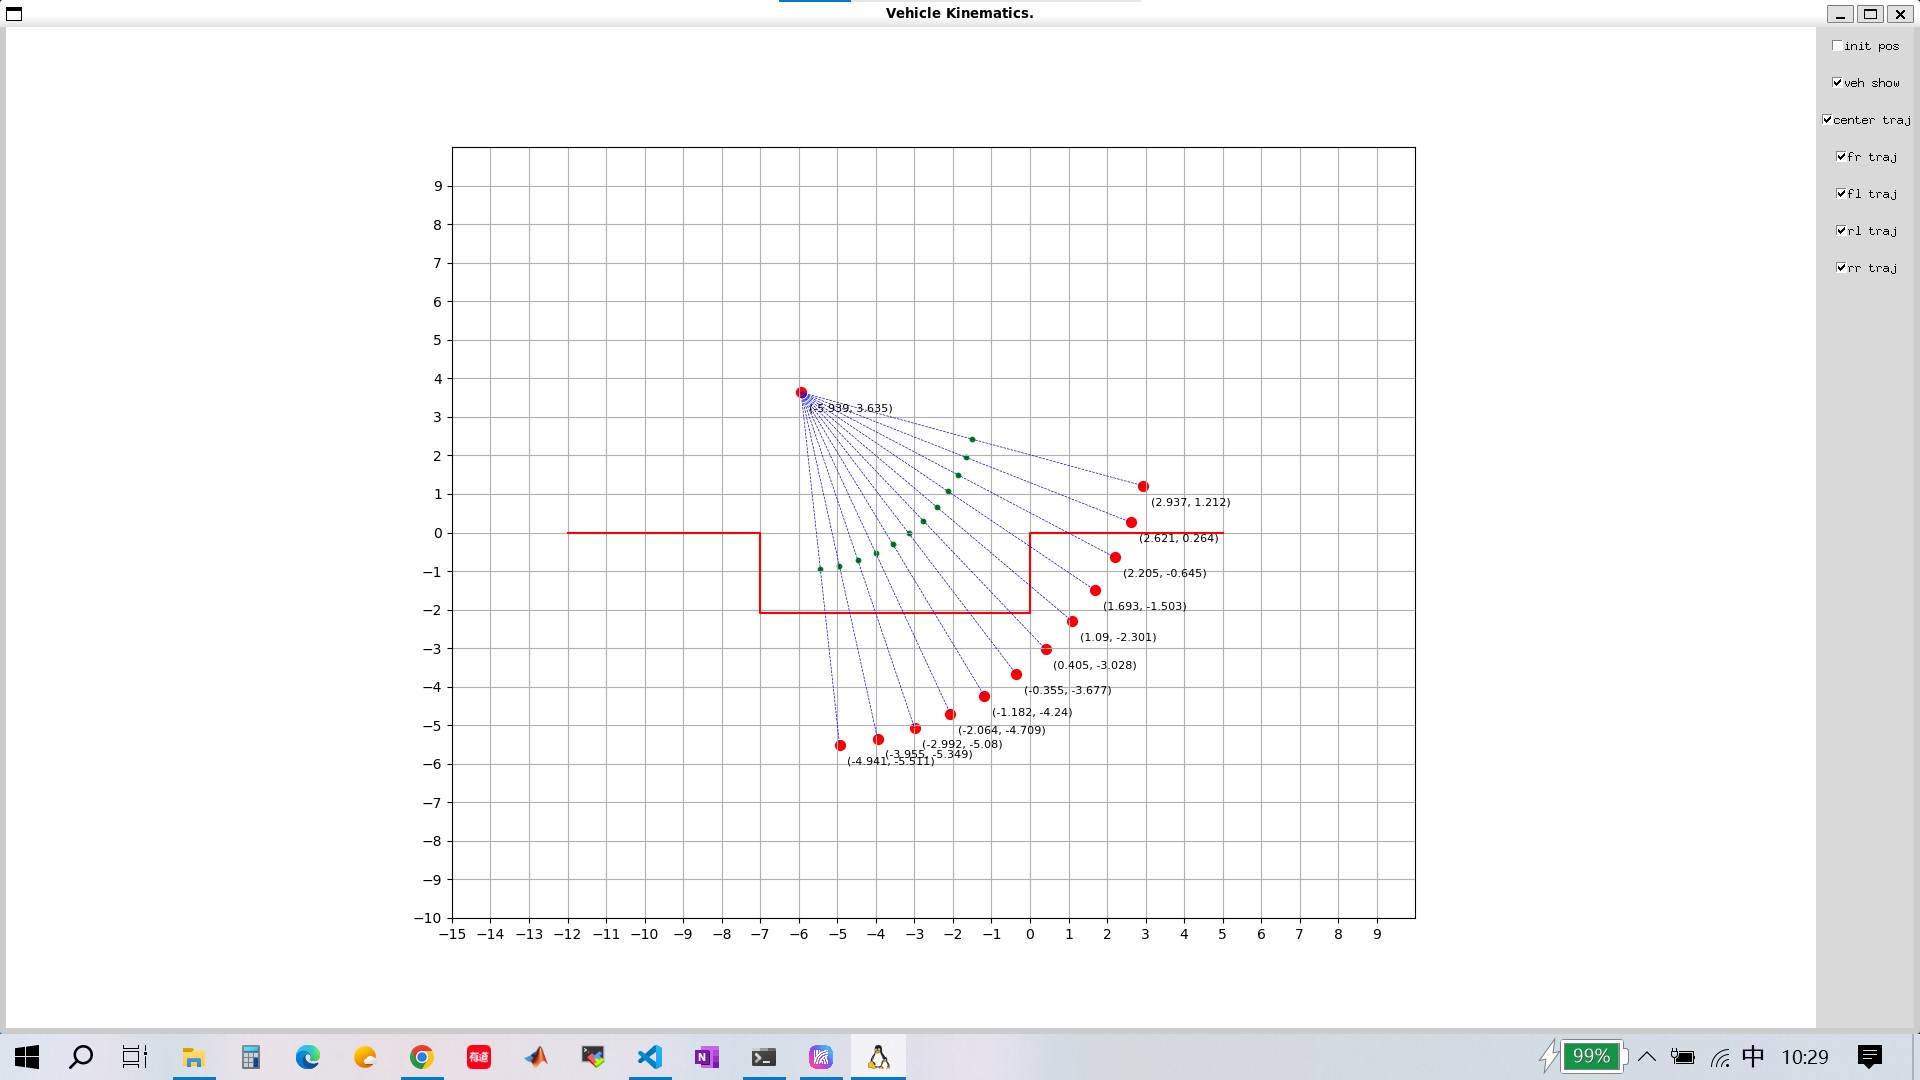 Vehicle Kinematics.
init pos
veh show
center traj
fr traj
fl traj
rl traj
rr traj
9
8
7
6
5
4
3
2
1
0
−1
−2
−3
−4
−5
−6
−7
−8
−9
−10
(-5.939, 3.635)
(2.937, 1.212)
(2.621, 0.264)
(2.205, -0.645)
(1.693, -1.503)
(1.09, -2.301)
(0.405, -3.028)
(-0.355, -3.677)
(-1.182, -4.24)
(-2.064, -4.709)
(-2.992, -5.08)
(-3.955, -5.349)
(-4.941, -5.511)
−15 −14 −13 −12 −11 −10 −9 −8 −7 −6 −5 −4 −3 −2 −1 0 1 2 3 4 5 6 7 8 9
有道
N
99%
中
10:29